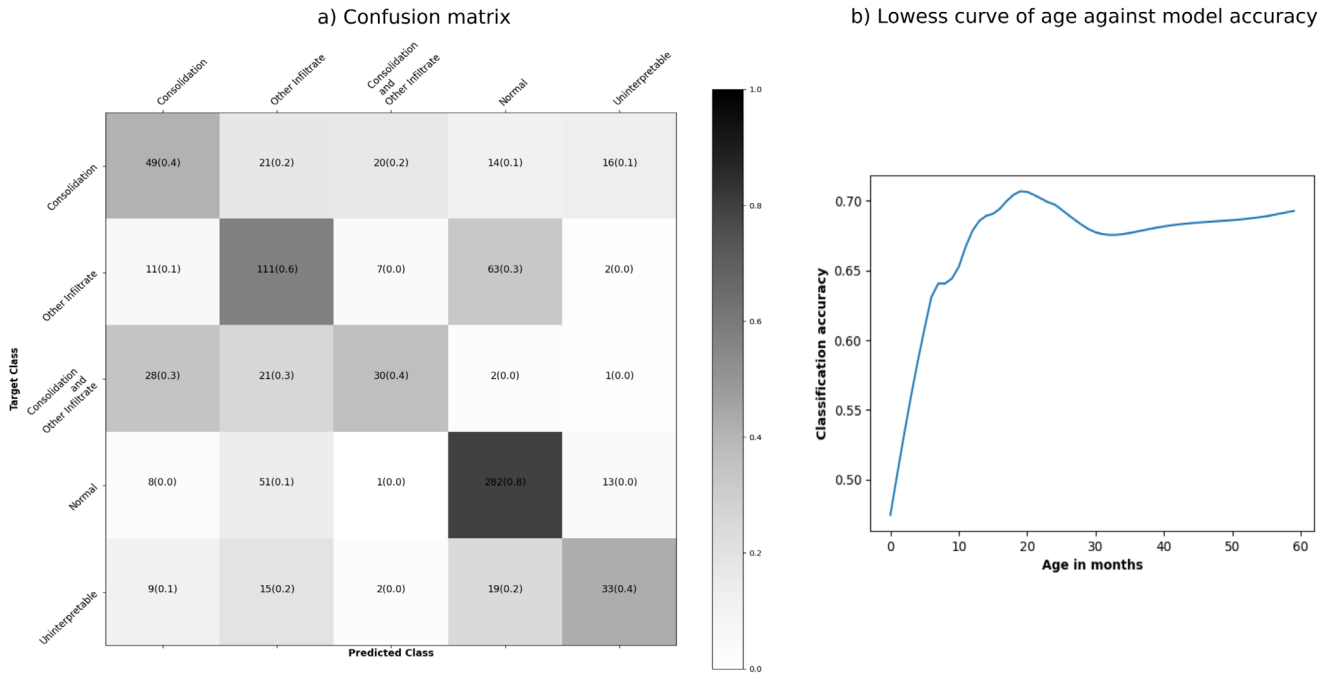 a) Confusion matrix
b) Lowess curve of age against model accuracy
Consolidation
Other Infiltrate
Consolidation
and
Other Infiltrate
Normal
Uninterpretable
Consolidation
49(0.4) 21(0.2) 20(0.2) 14(0.1) 16(0.1)
Other Infiltrate
11(0.1) 111(0.6) 7(0.0) 63(0.3) 2(0.0)
Consolidation
and
Other Infiltrate
28(0.3) 21(0.3) 30(0.4) 2(0.0) 1(0.0)
Normal
8(0.0) 51(0.1) 1(0.0) 282(0.8) 13(0.0)
Uninterpretable
9(0.1) 15(0.2) 2(0.0) 19(0.2) 33(0.4)
Target Class
Predicted Class
1.0
0.8
0.6
0.4
0.2
0.0
Classification accuracy
0.70
0.65
0.60
0.55
0.50
0 10 20 30 40 50 60
Age in months